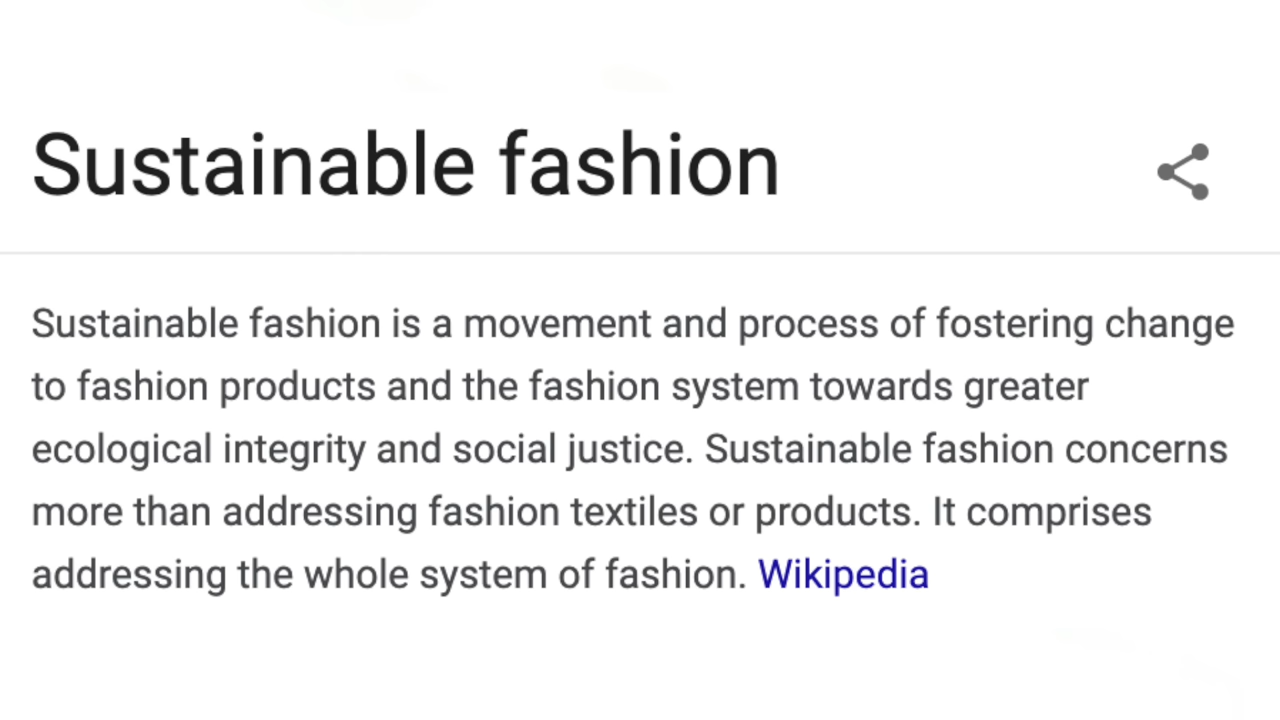 Sustainable fashion
Sustainable fashion is a movement and process of fostering change
to fashion products and the fashion system towards greater
ecological integrity and social justice. Sustainable fashion concerns
more than addressing fashion textiles or products. It comprises
addressing the whole system of fashion. Wikipedia